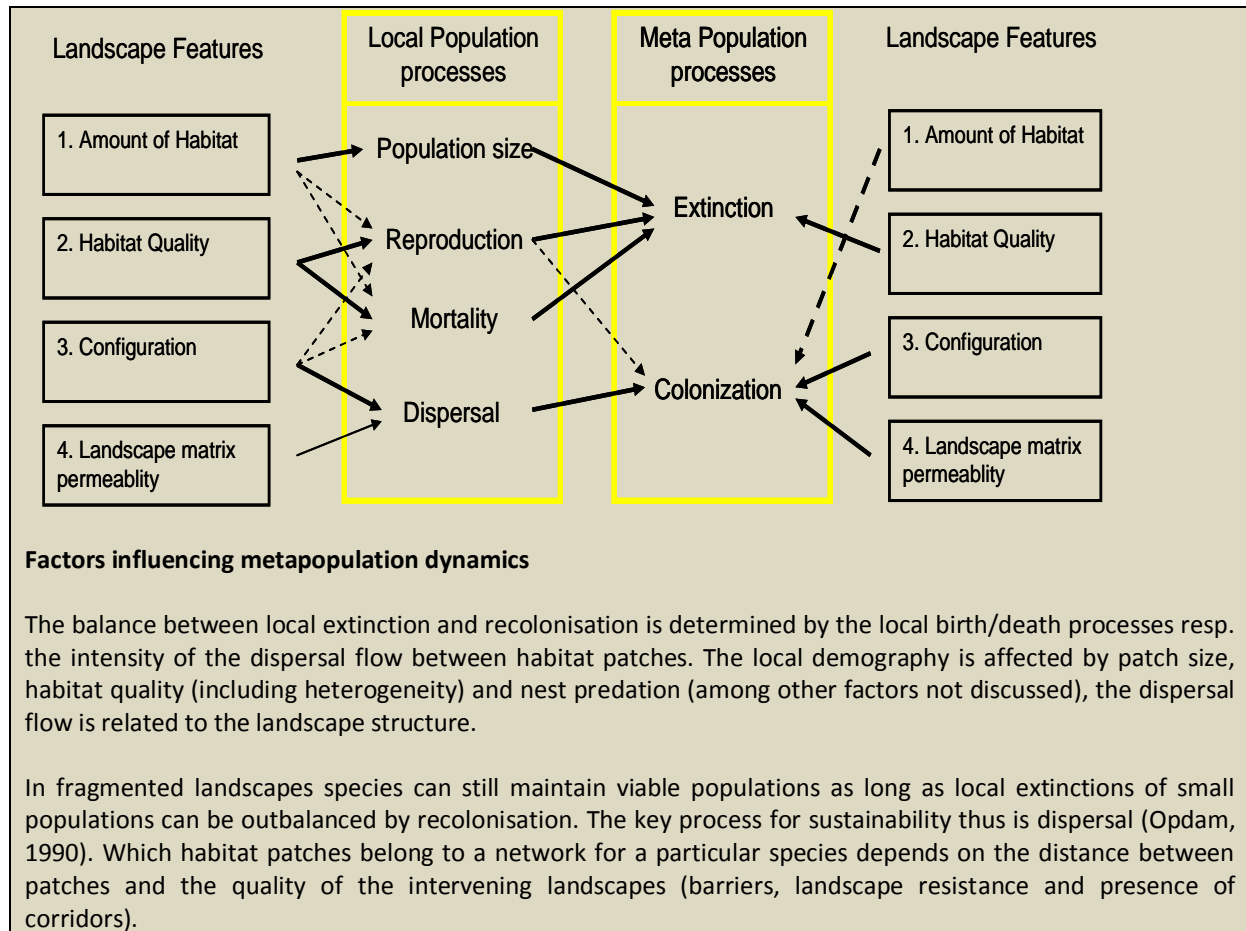 Landscape Features
Local Population
processes
Meta Population
processes
Landscape Features
1. Amount of Habitat
2. Habitat Quality
3. Configuration
4. Landscape matrix
permeablity
Population size
Reproduction
Mortality
Dispersal
Extinction
Colonization
1. Amount of Habitat
2. Habitat Quality
3. Configuration
4. Landscape matrix
permeablity
Factors influencing metapopulation dynamics
The balance between local extinction and recolonisation is determined by the local birth/death processes resp.
the intensity of the dispersal flow between habitat patches. The local demography is affected by patch size,
habitat quality (including heterogeneity) and nest predation (among other factors not discussed), the dispersal
flow is related to the landscape structure.
In fragmented landscapes species can still maintain viable populations as long as local extinctions of small
populations can be outbalanced by recolonisation. The key process for sustainability thus is dispersal (Opdam,
1990). Which habitat patches belong to a network for a particular species depends on the distance between
patches and the quality of the intervening landscapes (barriers, landscape resistance and presence of
corridors).